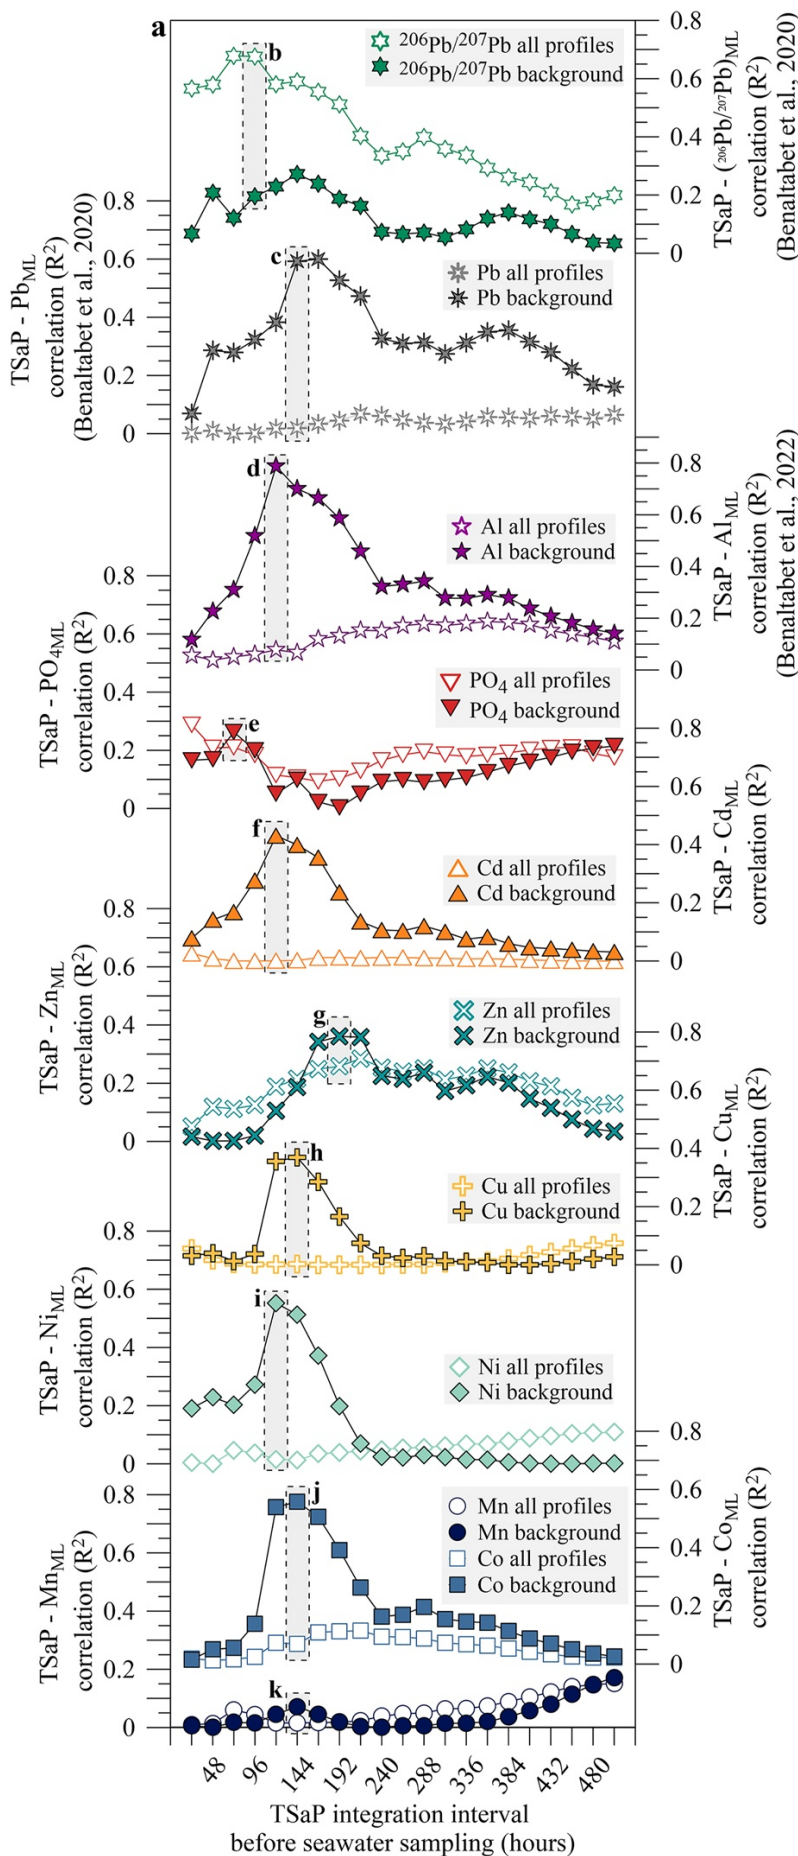 a
b
²⁰⁶Pb/²⁰⁷Pb all profiles
²⁰⁶Pb/²⁰⁷Pb background
0.8
0.6
0.4
0.2
0
TSaP - (²⁰⁶Pb/²⁰⁷Pb)ML
correlation (R²)
(Benaltabet et al., 2020)
TSaP - PbML
correlation (R²)
(Benaltabet et al., 2020)
0.8
0.6
0.4
0.2
0
c
Pb all profiles
Pb background
d
Al all profiles
Al background
0.8
0.6
0.4
0.2
0
TSaP - AlML
correlation (R²)
(Benaltabet et al., 2022)
TSaP - PO4ML
correlation (R²)
0.8
0.6
0.4
0.2
0
PO₄ all profiles
PO₄ background
e
f
Cd all profiles
Cd background
0.8
0.6
0.4
0.2
0
TSaP - CdML
correlation (R²)
TSaP - ZnML
correlation (R²)
0.8
0.6
0.4
0.2
0
g
Zn all profiles
Zn background
h
Cu all profiles
Cu background
0.8
0.6
0.4
0.2
0
TSaP - CuML
correlation (R²)
TSaP - NiML
correlation (R²)
0.8
0.6
0.4
0.2
0
i
Ni all profiles
Ni background
j
Mn all profiles
Mn background
Co all profiles
Co background
0.8
0.6
0.4
0.2
0
TSaP - CoML
correlation (R²)
TSaP - MnML
correlation (R²)
0.8
0.6
0.4
0.2
0
k
48
96
144
192
240
288
336
384
432
480
TSaP integration interval
before seawater sampling (hours)